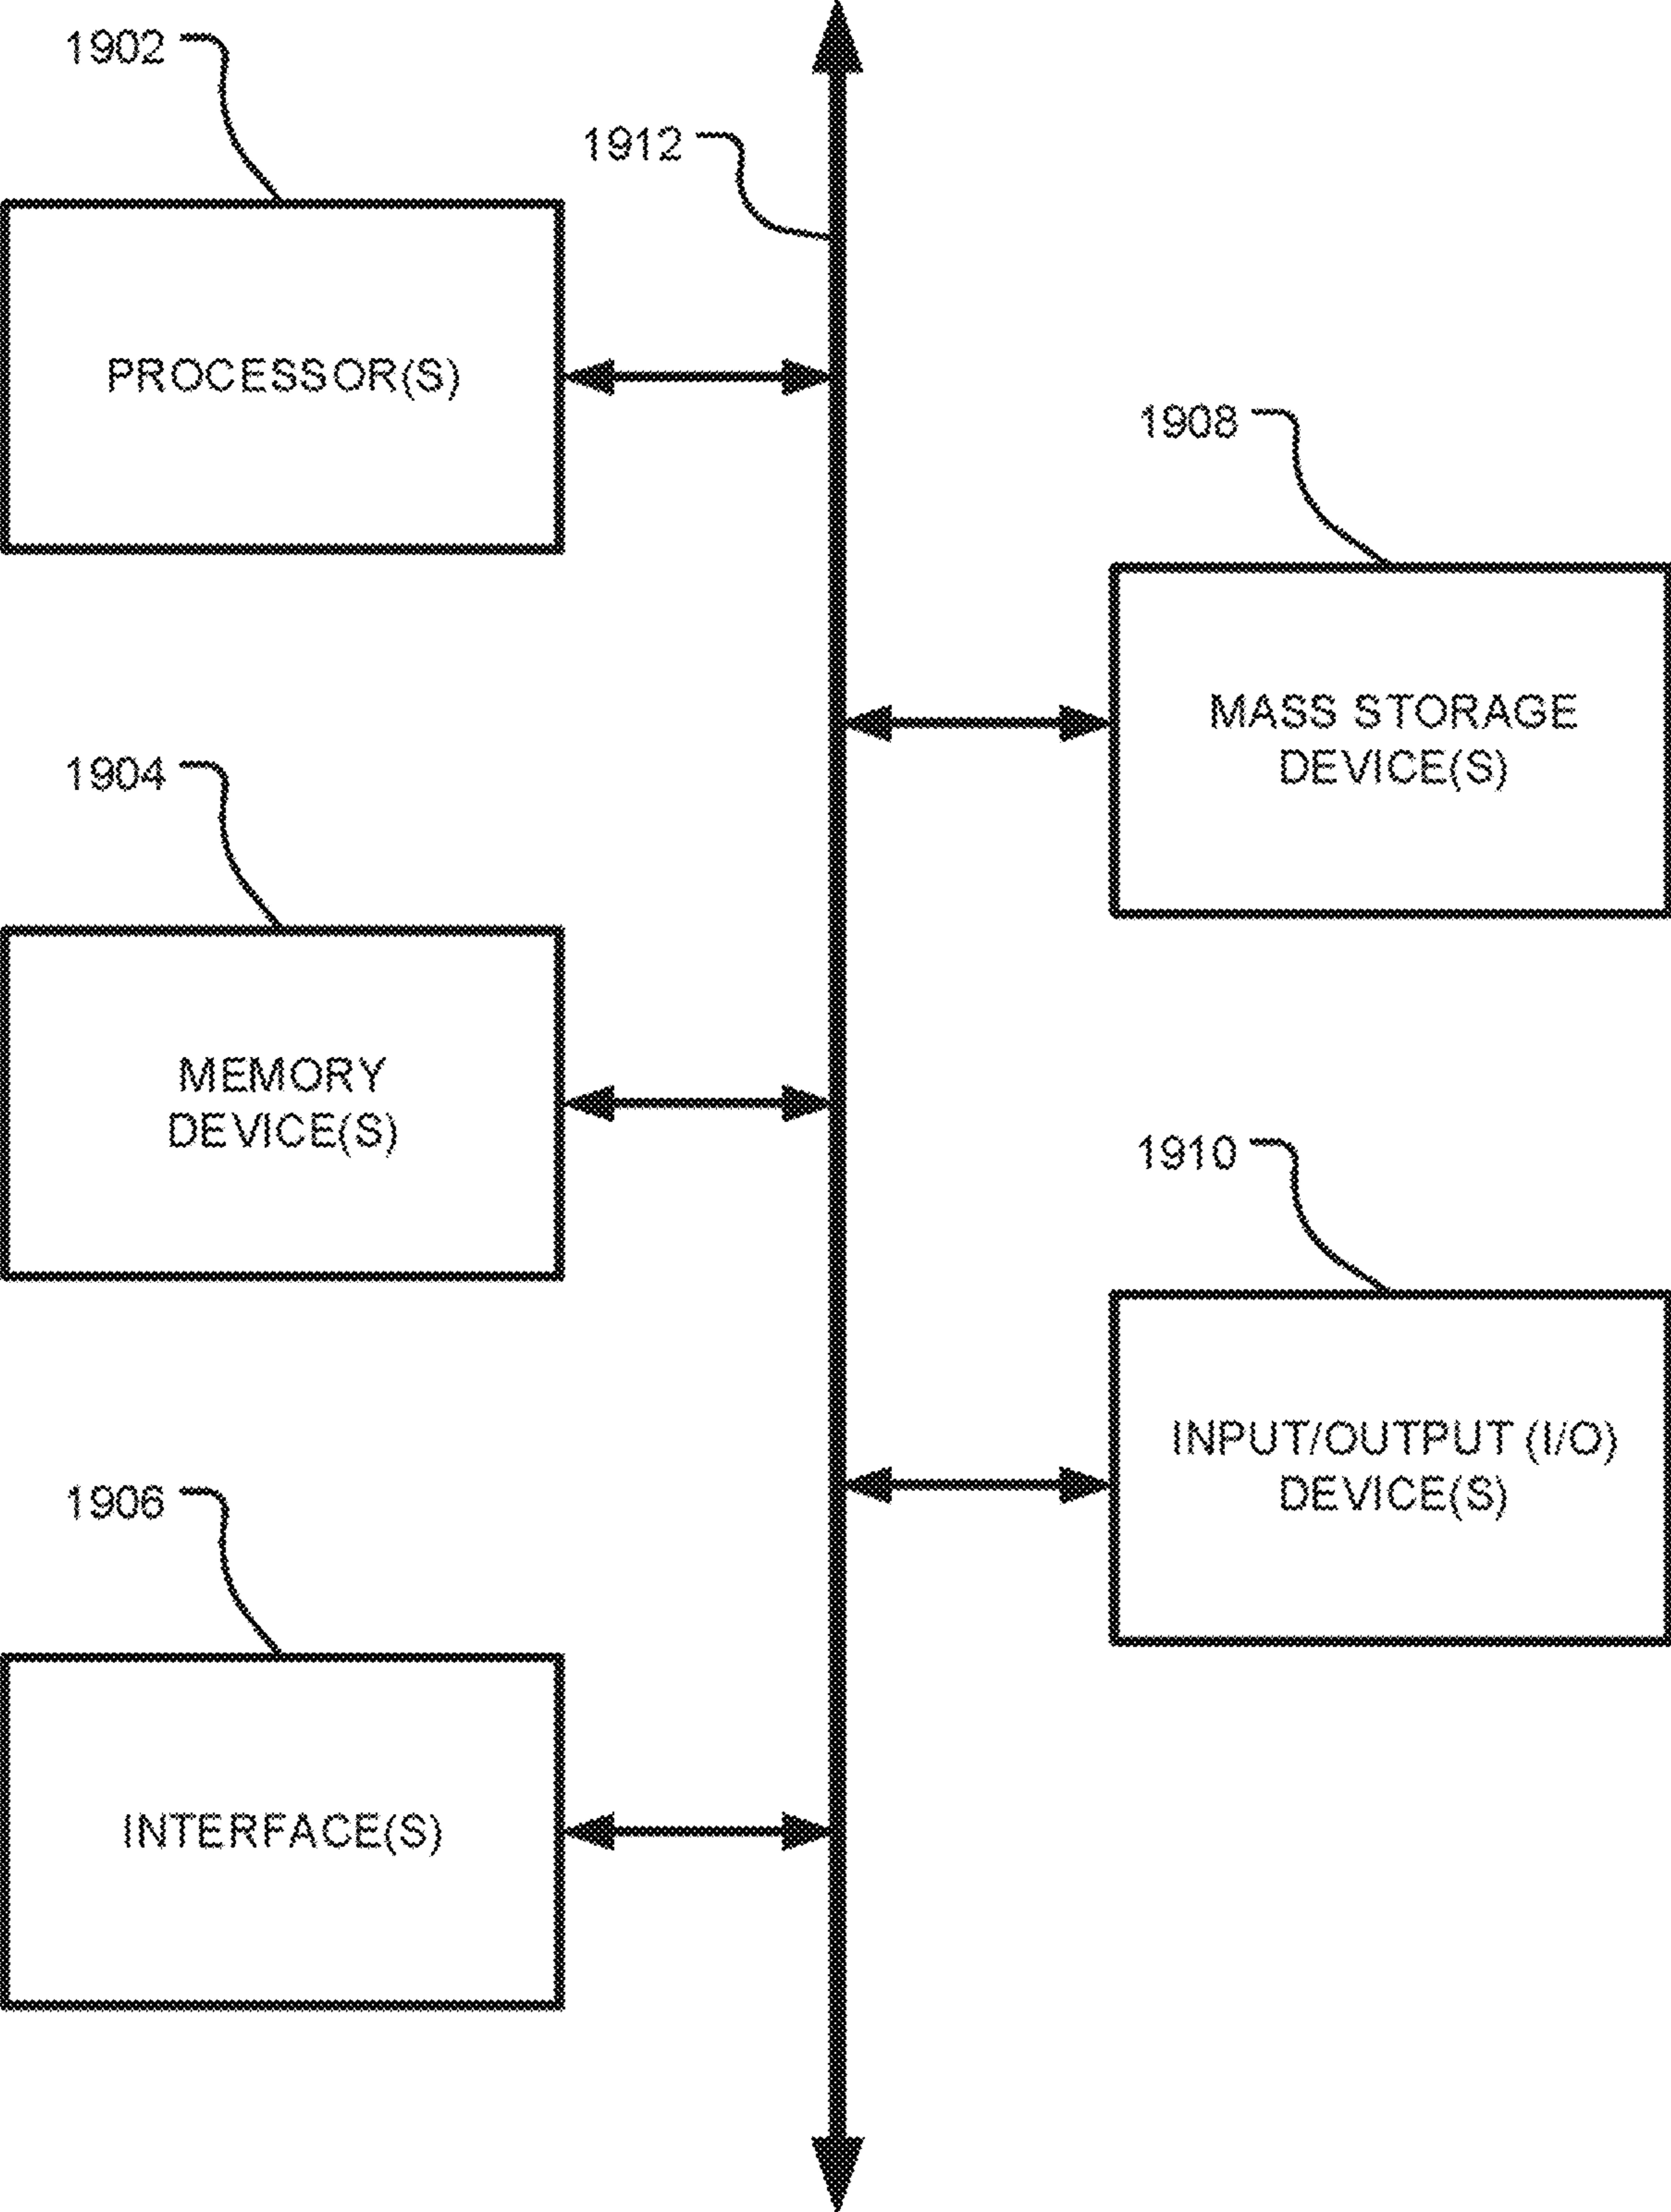 1902
1912
PROCESSOR(S)
1908
MASS STORAGE
DEVICE(S)
1904
MEMORY
DEVICE(S)
1910
INPUT/OUTPUT (I/O)
DEVICE(S)
1906
INTERFACE(S)